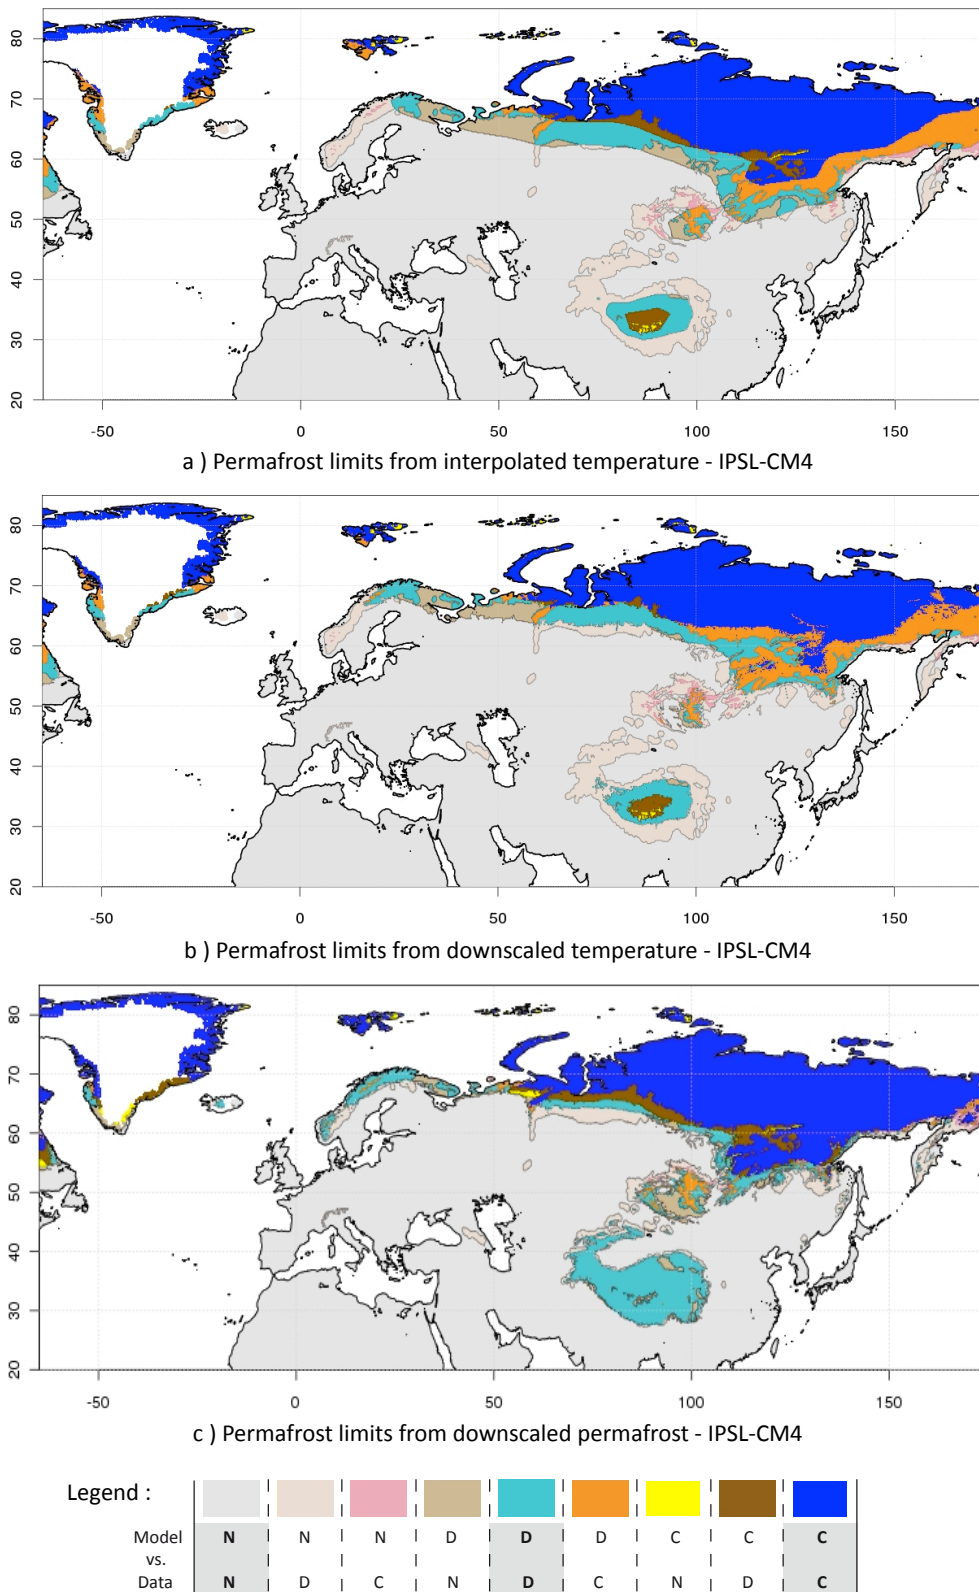 80
70
60
50
40
30
20
-50 0 50 100 150
a ) Permafrost limits from interpolated temperature - IPSL-CM4
80
70
60
50
40
30
20
-50 0 50 100 150
b ) Permafrost limits from downscaled temperature - IPSL-CM4
80
70
60
50
40
30
20
-50 0 50 100 150
c ) Permafrost limits from downscaled permafrost - IPSL-CM4
Legend :
Model N N N D D D C C C
vs.
Data N D C N D C N D C